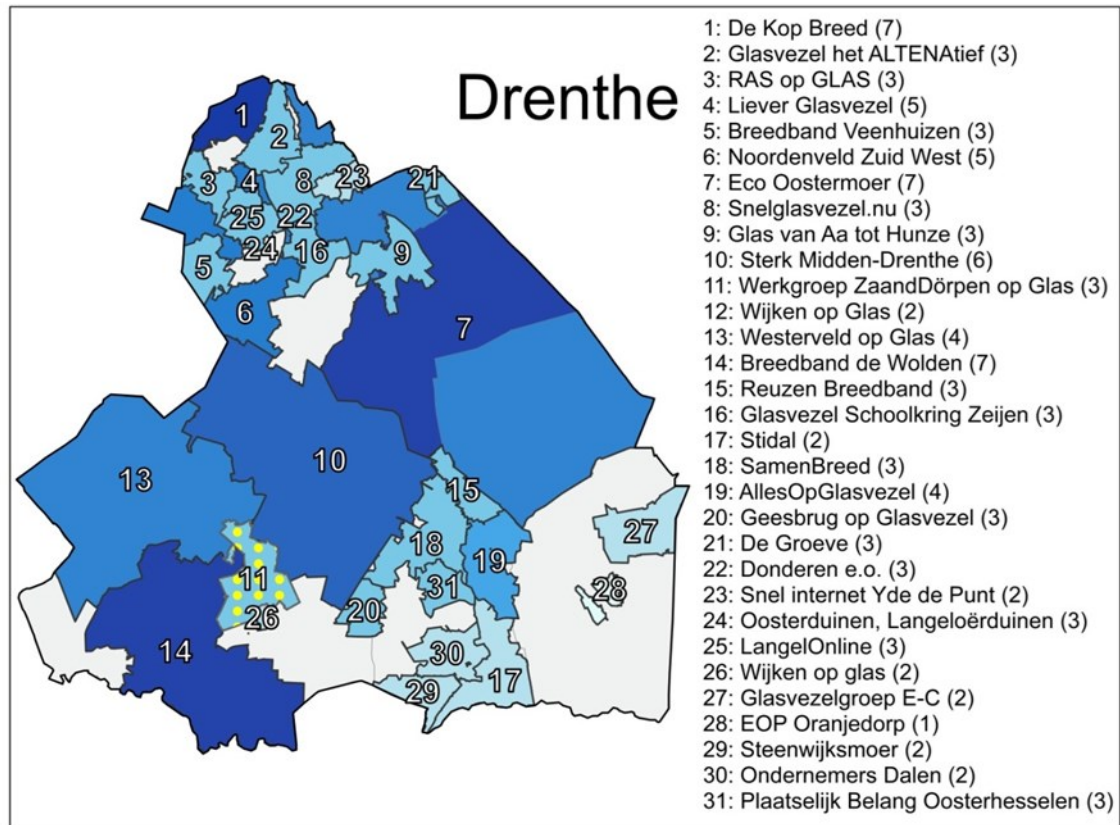 Drenthe
1
2
3
4
8
23
21
25
22
24
16
9
5
6
7
13
10
15
27
18
19
28
11
31
20
26
14
30
17
29
1: De Kop Breed (7)
2: Glasvezel het ALTENAtief (3)
3: RAS op GLAS (3)
4: Liever Glasvezel (5)
5: Breedband Veenhuizen (3)
6: Noordenveld Zuid West (5)
7: Eco Oostermoer (7)
8: Snelglasvezel.nu (3)
9: Glas van Aa tot Hunze (3)
10: Sterk Midden-Drenthe (6)
11: Werkgroep ZaandDörpen op Glas (3)
12: Wijken op Glas (2)
13: Westerveld op Glas (4)
14: Breedband de Wolden (7)
15: Reuzen Breedband (3)
16: Glasvezel Schoolkring Zeijen (3)
17: Stidal (2)
18: SamenBreed (3)
19: AllesOpGlasvezel (4)
20: Geesbrug op Glasvezel (3)
21: De Groeve (3)
22: Donderen e.o. (3)
23: Snel internet Yde de Punt (2)
24: Oosterduinen, Langeloërduinen (3)
25: LangelOnline (3)
26: Wijken op glas (2)
27: Glasvezelgroep E-C (2)
28: EOP Oranjedorp (1)
29: Steenwijksmoer (2)
30: Ondernemers Dalen (2)
31: Plaatselijk Belang Oosterhesselen (3)